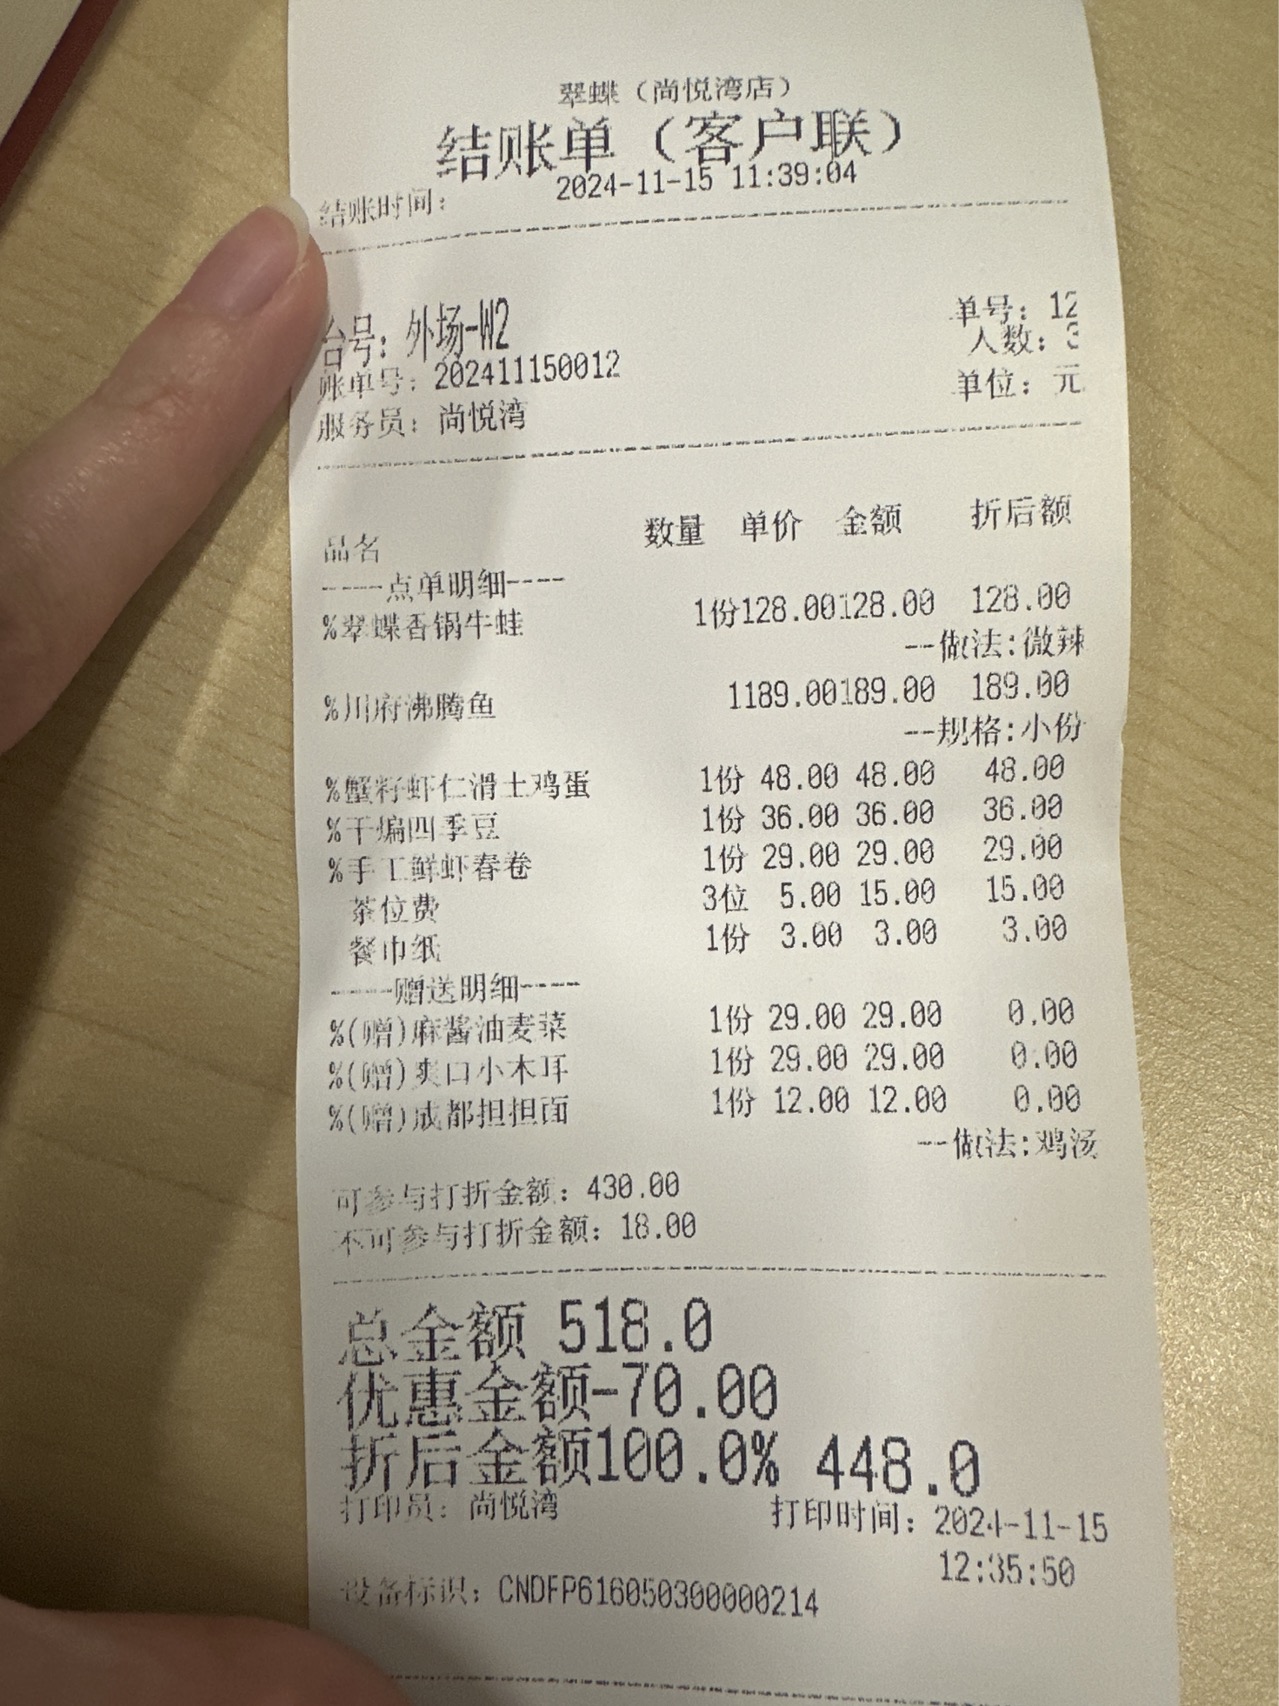 翠蝶（尚悦湾店）
结账单（客户联）
结账时间： 2024-11-15 11:39:04
台号：外场-W2 单号：12
账单号：202411150012 人数：3
服务员：尚悦湾 单位：元
品名 数量 单价 金额 折后额
----点单明细----
%翠蝶香锅牛蛙 1份128.00128.00 128.00
--做法:微辣
%川府沸腾鱼 1189.00189.00 189.00
--规格:小份
%蟹籽虾仁滑土鸡蛋 1份 48.00 48.00 48.00
%干煸四季豆 1份 36.00 36.00 36.00
%手工鲜虾春卷 1份 29.00 29.00 29.00
茶位费 3位 5.00 15.00 15.00
餐巾纸 1份 3.00 3.00 3.00
----赠送明细----
%(赠)麻酱油麦菜 1份 29.00 29.00 0.00
%(赠)爽口小木耳 1份 29.00 29.00 0.00
%(赠)成都担担面 1份 12.00 12.00 0.00
--做法:鸡汤
可参与打折金额：430.00
不可参与打折金额：18.00
总金额 518.0
优惠金额-70.00
折后金额100.0% 448.0
打印员：尚悦湾 打印时间：2024-11-15
12:35:50
设备标识：CNDFP616050300000214